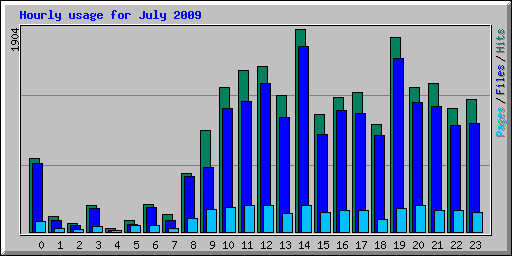 Hourly usage for July 2009
1904
Pages / Files / Hits
0 1 2 3 4 5 6 7 8 9 10 11 12 13 14 15 16 17 18 19 20 21 22 23